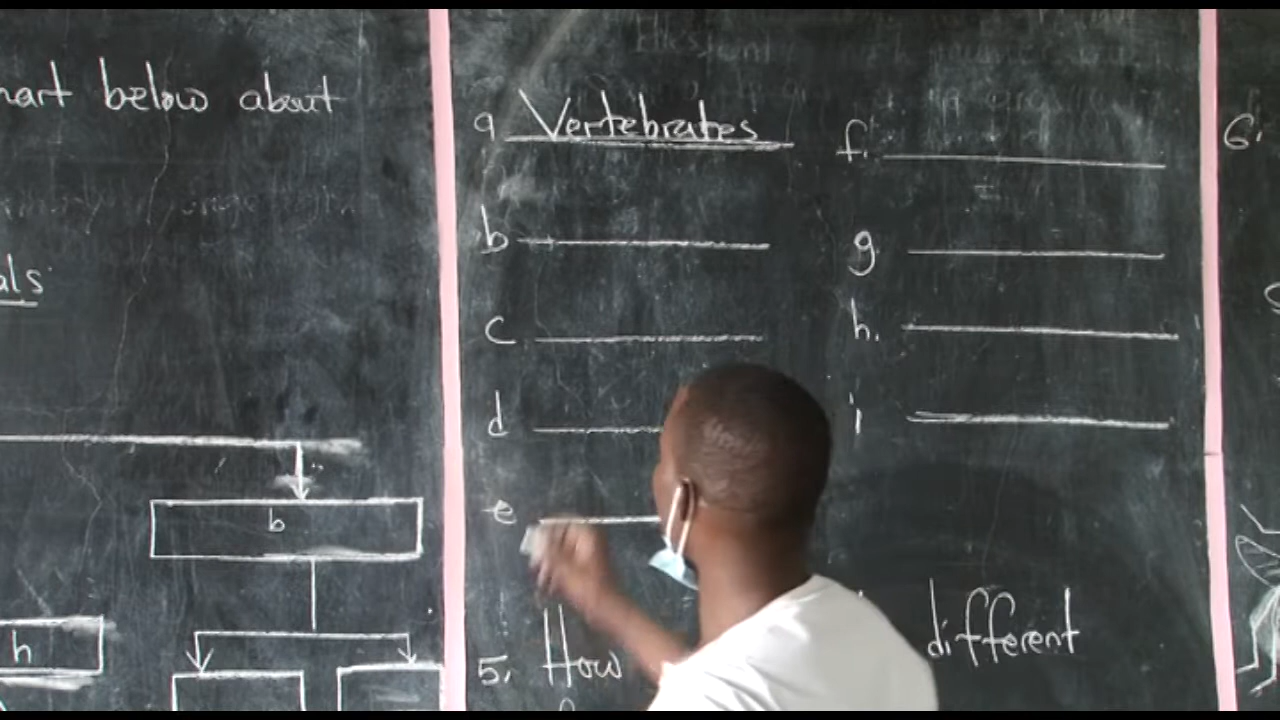 hart below about
als
b
h
a Vertebrates
b
c
d
e
f.
g.
h.
i
5. How different
6.